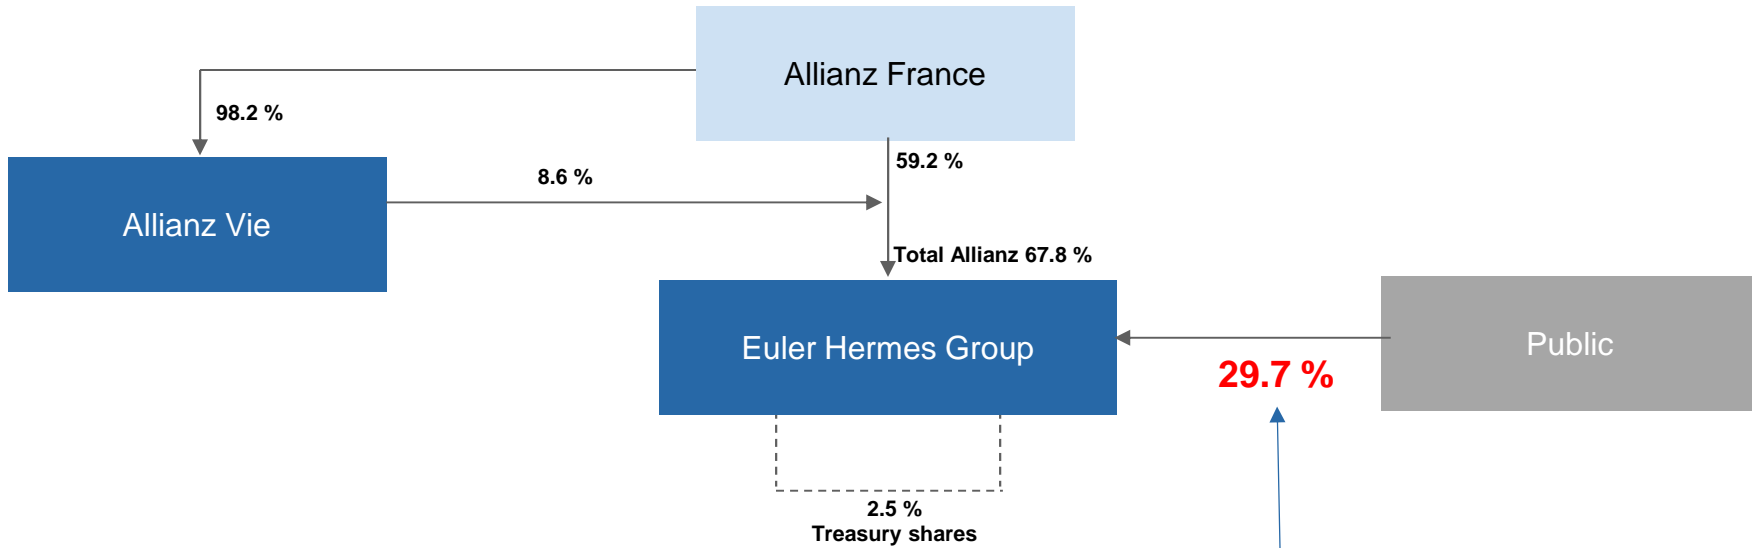 Allianz France
98.2 %
59.2 %
8.6 %
Allianz Vie
Total Allianz 67.8 %
Euler Hermes Group
Public
29.7 %
2.5 %
Treasury shares